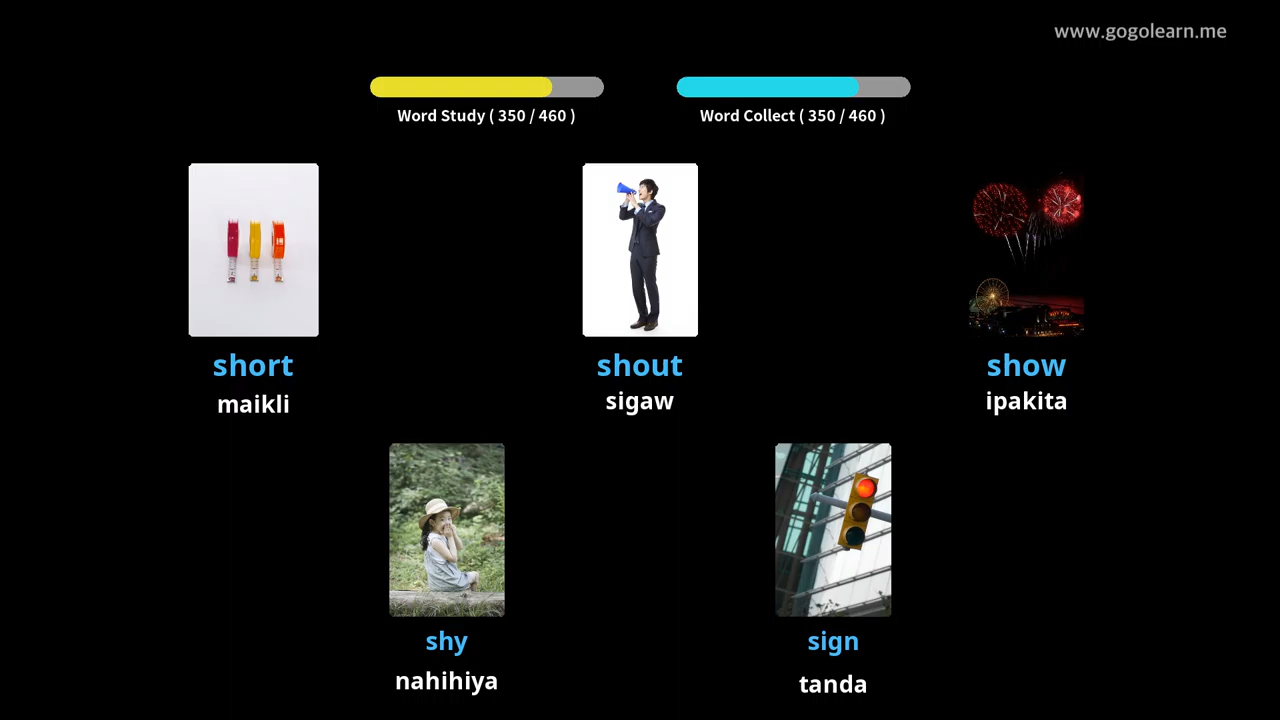 www.gogolearn.me
Word Study ( 350 / 460 )
Word Collect ( 350 / 460 )
short
maikli
shout
sigaw
show
ipakita
shy
nahihiya
sign
tanda